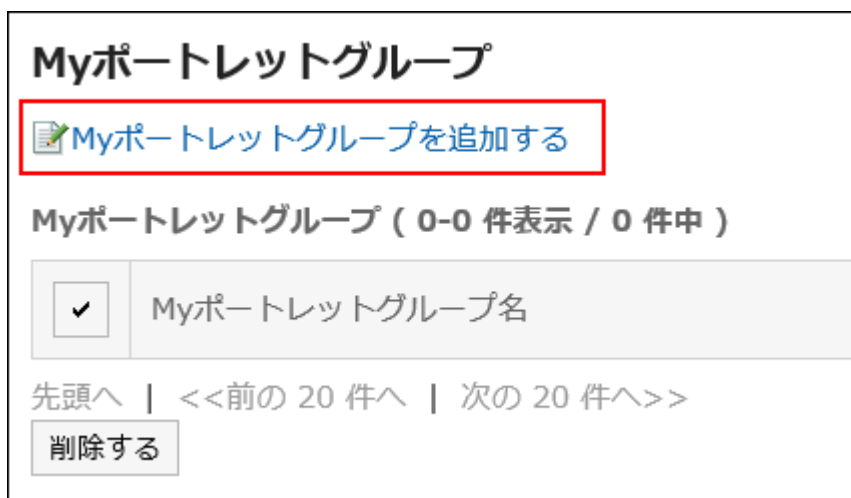 Myポートレットグループ
Myポートレットグループを追加する
Myポートレットグループ ( 0-0 件表示 / 0 件中 )
Myポートレットグループ名
先頭へ | <<前の 20 件へ | 次の 20 件へ>>
削除する